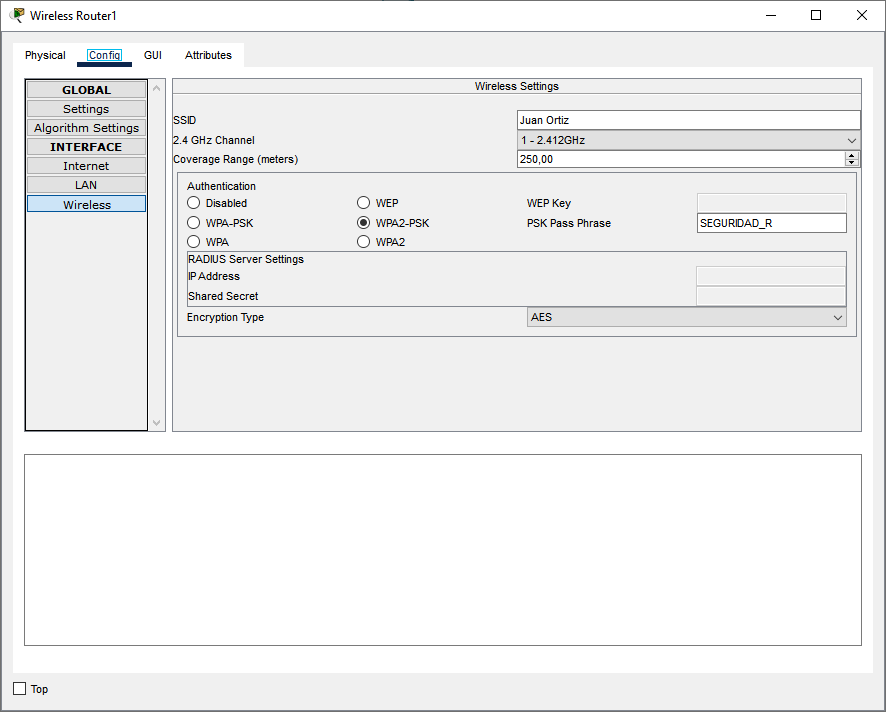 Wireless Router1
Physical Config GUI Attributes
GLOBAL
Settings
Algorithm Settings
INTERFACE
Internet
LAN
Wireless
Wireless Settings
SSID Juan Ortiz
2.4 GHz Channel 1 - 2.412GHz
Coverage Range (meters) 250,00
Authentication
Disabled WEP WEP Key
WPA-PSK WPA2-PSK PSK Pass Phrase SEGURIDAD_R
WPA WPA2
RADIUS Server Settings
IP Address
Shared Secret
Encryption Type AES
Top